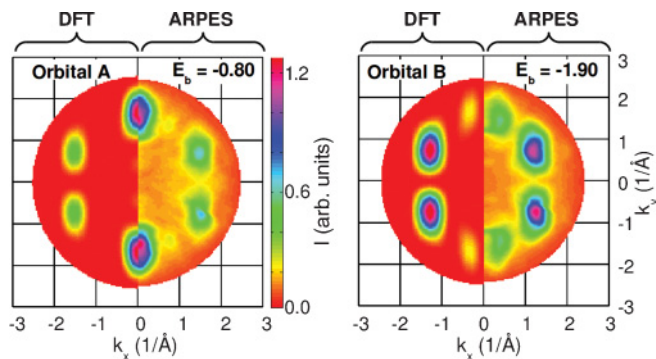 DFT ARPES DFT ARPES
Orbital A E_b = -0.80 Orbital B E_b = -1.90
1.2
0.6
0.0
I (arb. units)
3
2
1
0
-1
-2
-3
k_y (1/Å)
-3 -2 -1 0 1 2 3 -3 -2 -1 0 1 2 3
k_x (1/Å) k_x (1/Å)